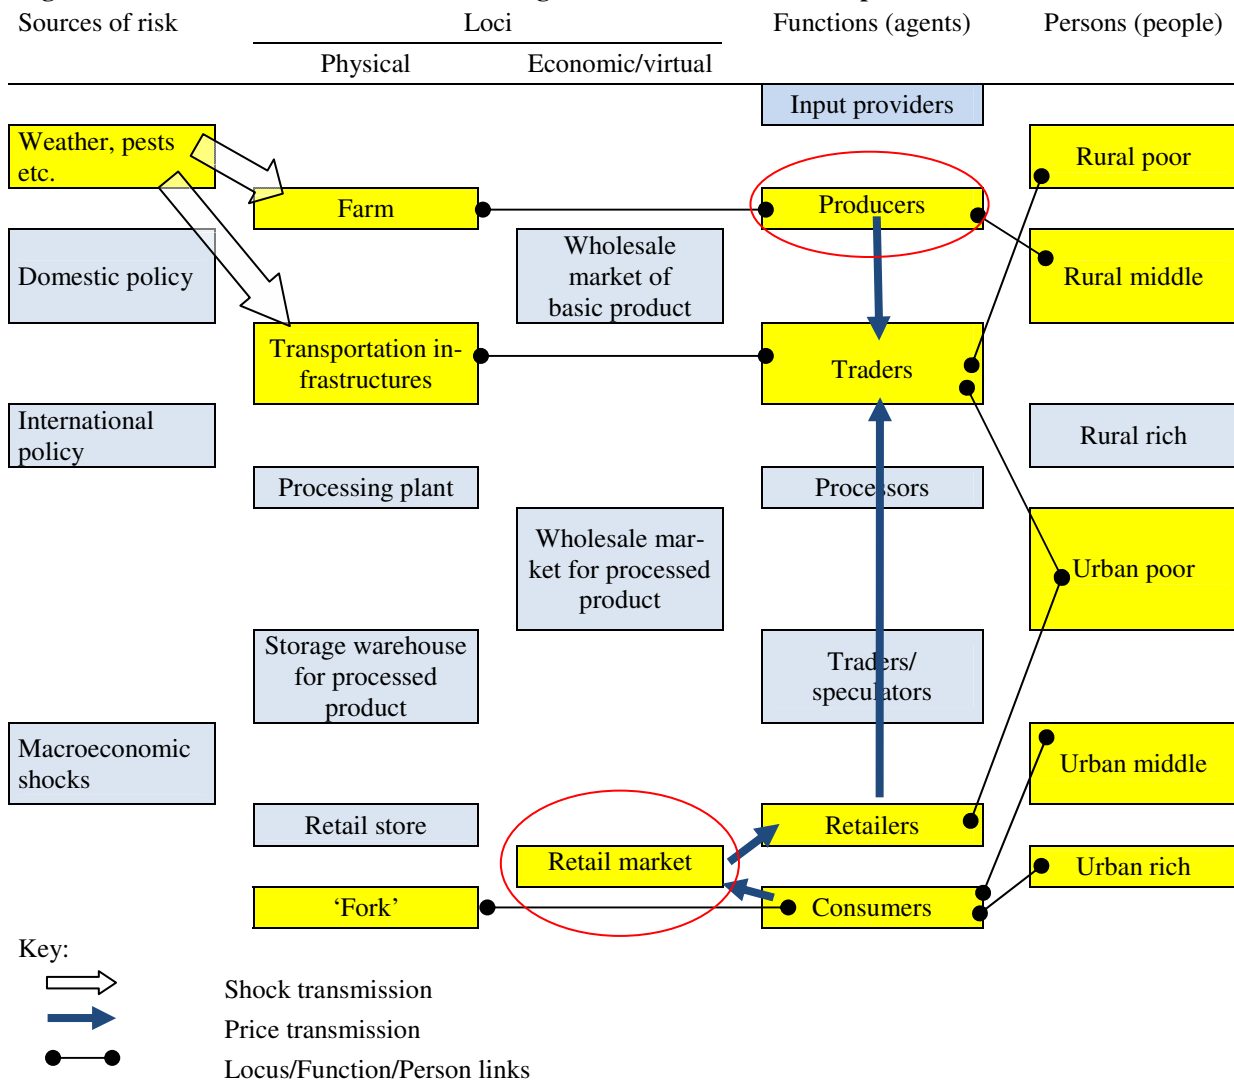 Sources of risk
Loci
Functions (agents)
Persons (people)
Physical
Economic/virtual
Input providers
Weather, pests
etc.
Rural poor
Farm
Producers
Domestic policy
Wholesale
market of
basic product
Rural middle
Transportation in-
frastructures
Traders
International
policy
Rural rich
Processing plant
Processors
Wholesale mar-
ket for processed
product
Urban poor
Storage warehouse
for processed
product
Traders/
speculators
Macroeconomic
shocks
Urban middle
Retail store
Retailers
Retail market
Urban rich
‘Fork’
Consumers
Key:
Shock transmission
Price transmission
Locus/Function/Person links